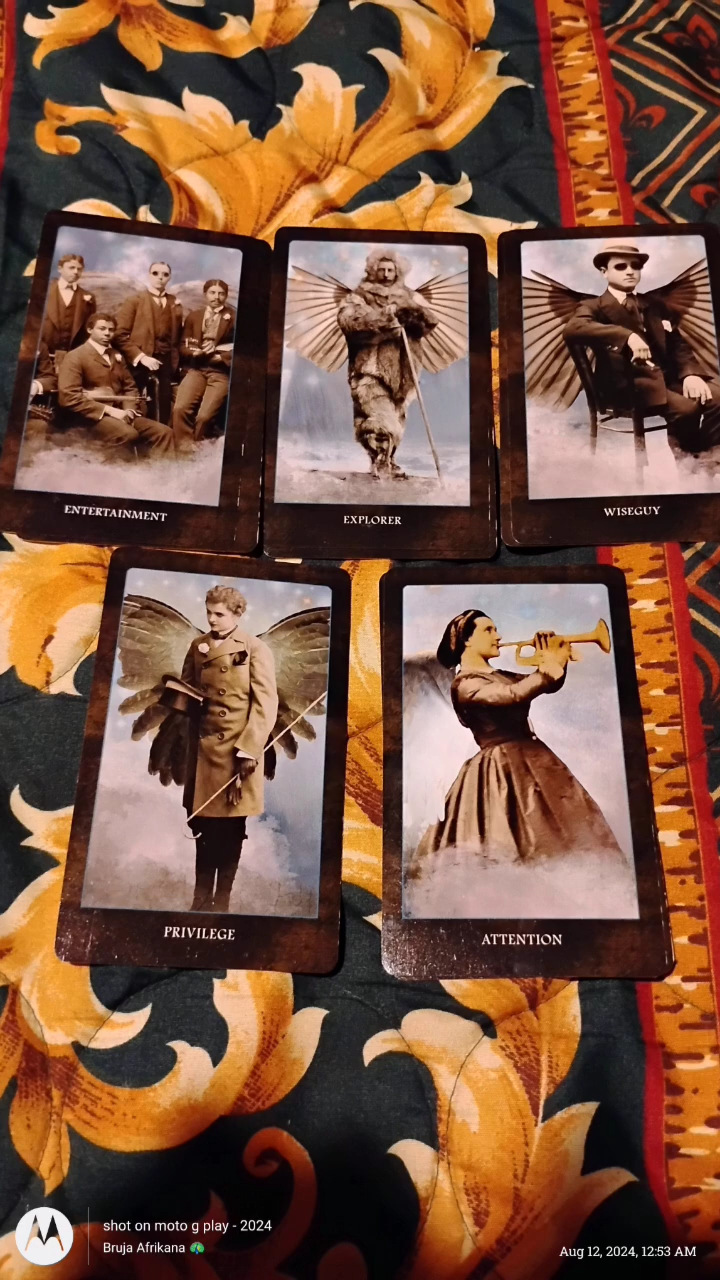 ENTERTAINMENT
EXPLORER
WISEGUY
PRIVILEGE
ATTENTION
shot on moto g play - 2024
Bruja Afrikana 🦚
Aug 12, 2024, 12:53 AM